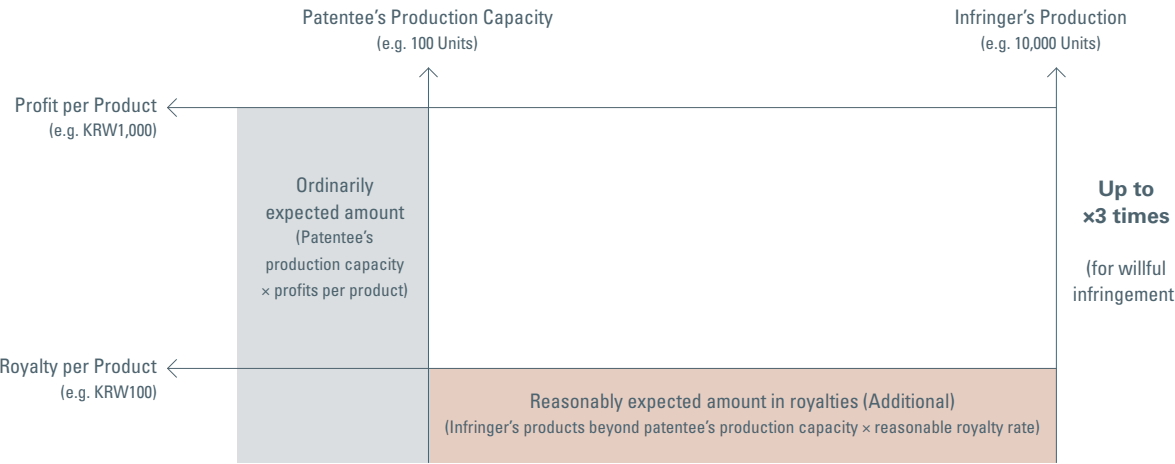 Patentee's Production Capacity
(e.g. 100 Units)
Infringer's Production
(e.g. 10,000 Units)
Profit per Product
(e.g. KRW1,000)
Ordinarily
expected amount
(Patentee's
production capacity
× profits per product)
Up to
×3 times
(for willful
infringement
Royalty per Product
(e.g. KRW100)
Reasonably expected amount in royalties (Additional)
(Infringer's products beyond patentee's production capacity × reasonable royalty rate)